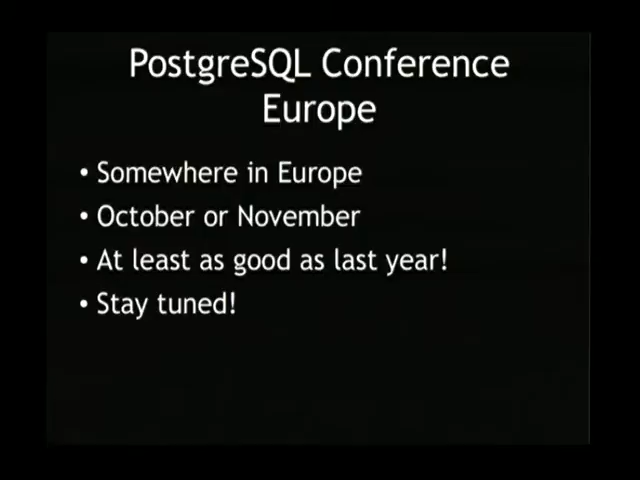 PostgreSQL Conference
Europe
• Somewhere in Europe
• October or November
• At least as good as last year!
• Stay tuned!